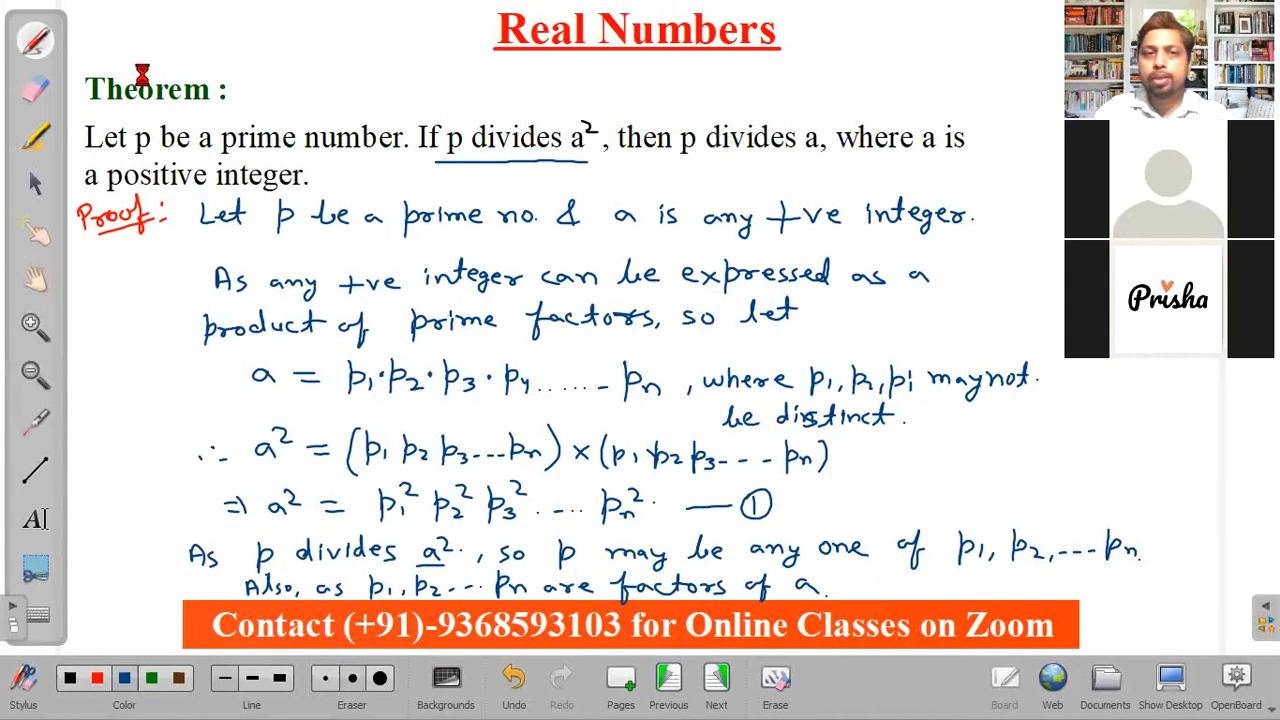 Real Numbers
Theorem :
Let p be a prime number. If p divides a², then p divides a, where a is
a positive integer.
Proof: Let p be a prime no. & a is any +ve integer.
As any +ve integer can be expressed as a
product of prime factors, so let
a = p₁·p₂·p₃·p₄......- pₙ, where p₁, p₂, pᵢ may not
be distinct.
∴ a² = (p₁ p₂ p₃---pₙ) × (p₁ p₂ p₃--- pₙ)
⇒ a² = p₁² p₂² p₃² ..-.. pₙ². — ①
As p divides a²., so p may be any one of p₁, p₂,--- pₙ.
Also, as p₁, p₂--.. pₙ are factors of a.
Contact (+91)-9368593103 for Online Classes on Zoom
Prisha
A
Stylus Color Line Eraser Backgrounds Undo Redo Pages Previous Next Erase Board Web Documents Show Desktop OpenBoard